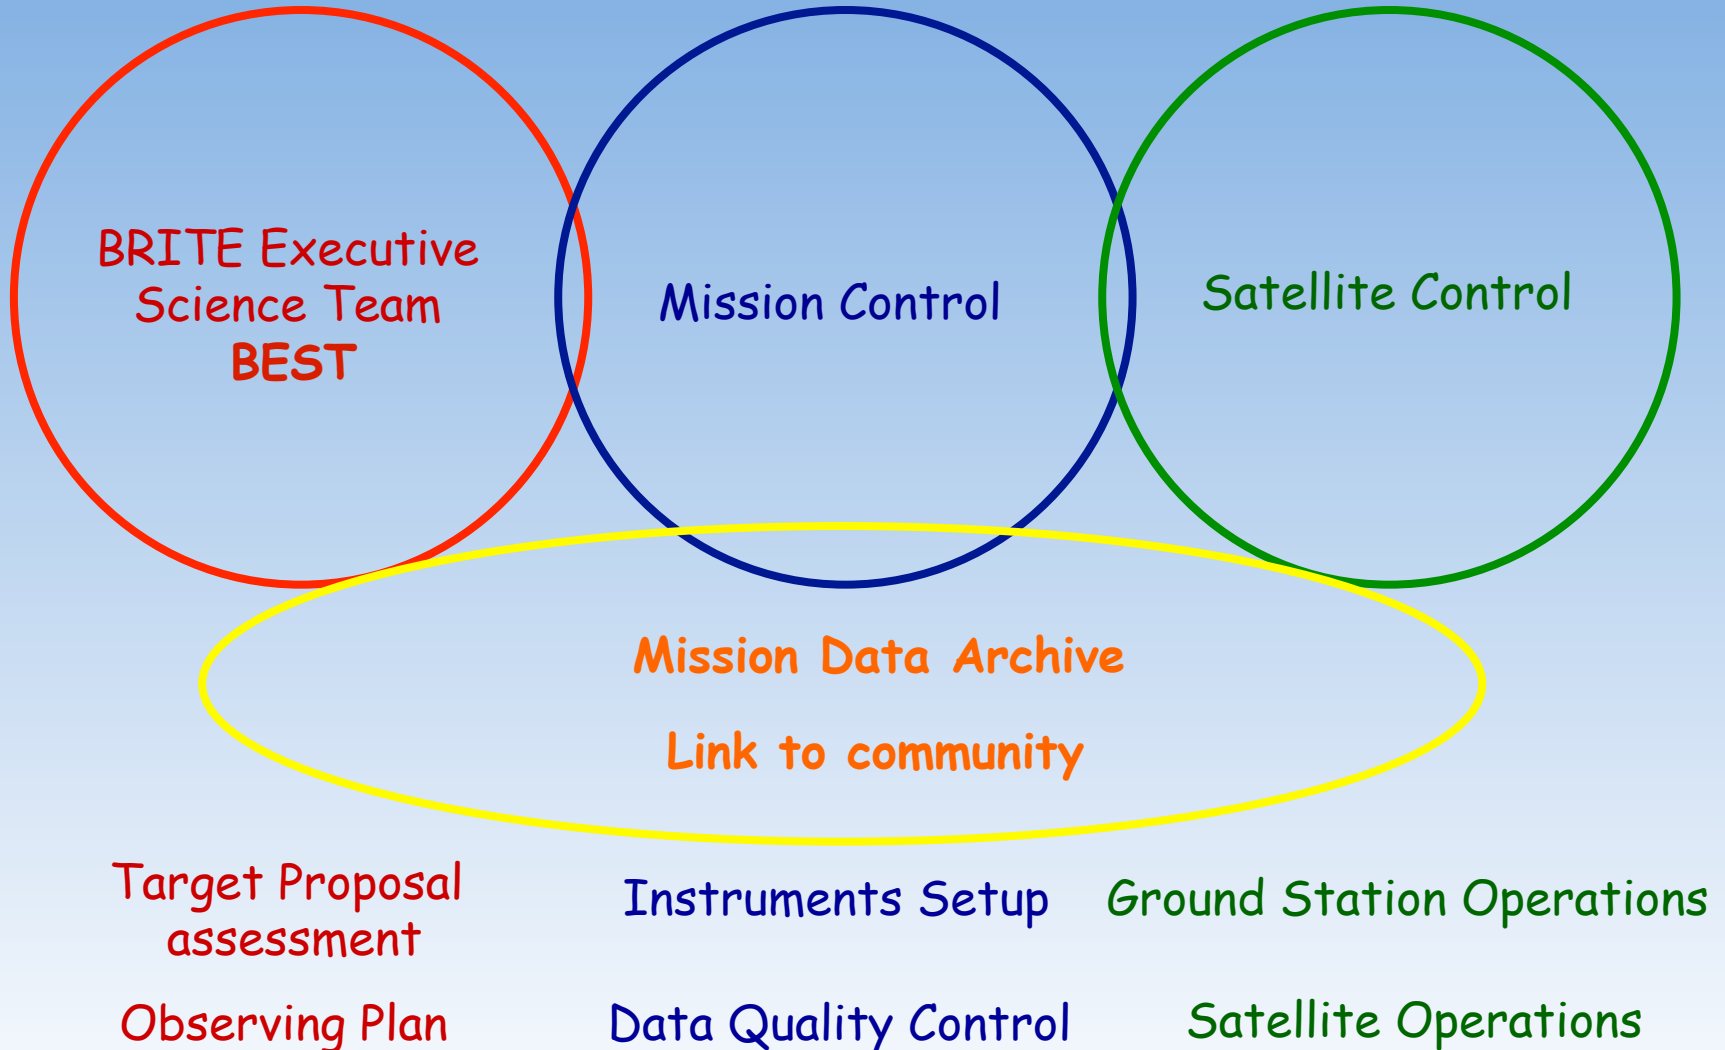 BRITE Executive
Science Team
BEST
Mission Control
Satellite Control
Mission Data Archive
Link to community
Target Proposal
assessment
Instruments Setup
Ground Station Operations
Observing Plan
Data Quality Control
Satellite Operations